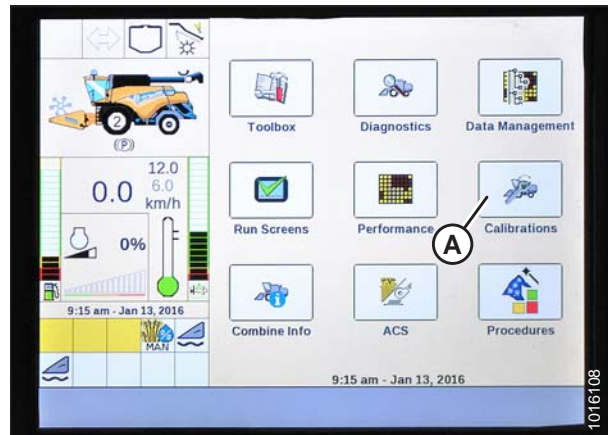 Toolbox
Diagnostics
Data Management
2
(P)
12.0
6.0
0.0
km/h
Run Screens
Performance
A
Calibrations
0%
9:15 am - Jan 13, 2016
MAN
Combine Info
ACS
Procedures
9:15 am - Jan 13, 2016
1016108